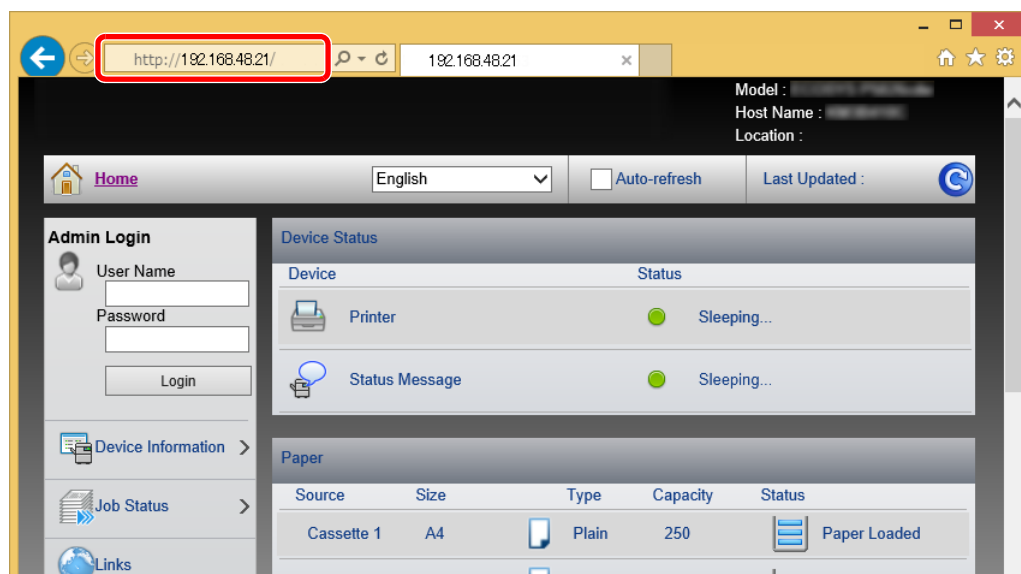 http://192.168.48.21/
192.168.48.21
Model :
Host Name :
Location :
Home
English
Auto-refresh
Last Updated :
Admin Login
User Name
Password
Login
Device Information
Job Status
Links
Device Status
Device Status
Printer Sleeping...
Status Message Sleeping...
Paper
Source Size Type Capacity Status
Cassette 1 A4 Plain 250 Paper Loaded